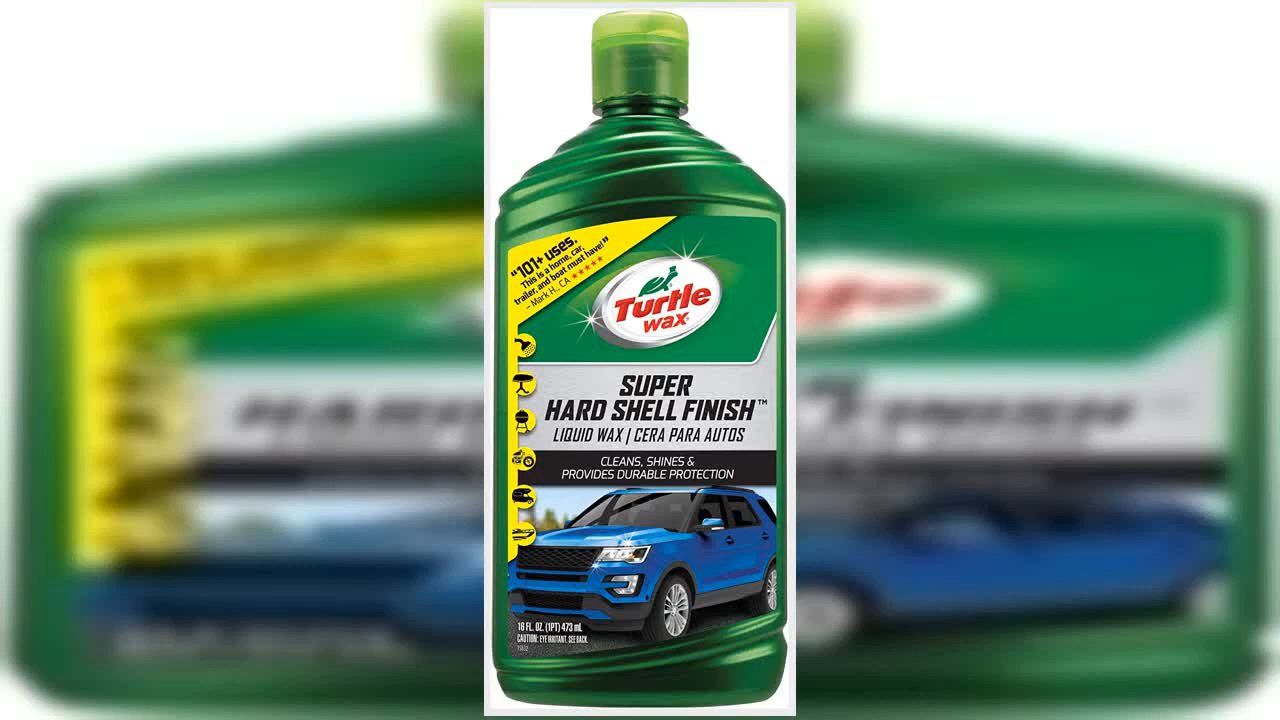 "101+ uses.
This is a home, car,
trailer, and boat must have!"
– Mark H., CA ★★★★★
Turtle
wax®
SUPER
HARD SHELL FINISH™
LIQUID WAX | CERA PARA AUTOS
CLEANS, SHINES &
PROVIDES DURABLE PROTECTION
16 FL. OZ. (1PT) 473 mL
CAUTION: EYE IRRITANT. SEE BACK.